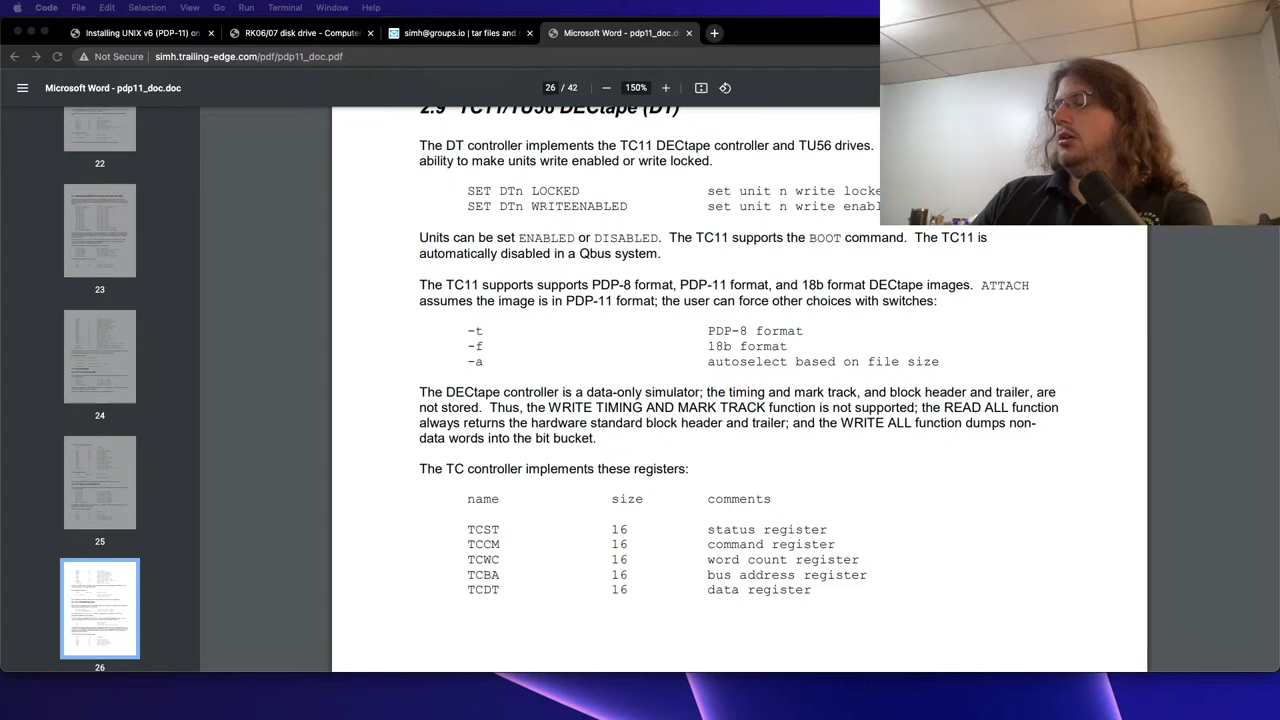 Code File Edit Selection View Go Run Terminal Window Help
Installing UNIX v6 (PDP-11) on
RK06/07 disk drive - Compute
simh@groups.io | tar files and
Microsoft Word - pdp11_doc.do
Not Secure simh.trailing-edge.com/pdf/pdp11_doc.pdf
Microsoft Word - pdp11_doc.doc
26 / 42
150%
22
23
24
25
26
2.9 TC11/TU56 DECtape (DT)
The DT controller implements the TC11 DECtape controller and TU56 drives.
ability to make units write enabled or write locked.
SET DTn LOCKED set unit n write locke
SET DTn WRITEENABLED set unit n write enabl
Units can be set ENABLED or DISABLED. The TC11 supports the BOOT command. The TC11 is
automatically disabled in a Qbus system.
The TC11 supports supports PDP-8 format, PDP-11 format, and 18b format DECtape images. ATTACH
assumes the image is in PDP-11 format; the user can force other choices with switches:
-t PDP-8 format
-f 18b format
-a autoselect based on file size
The DECtape controller is a data-only simulator; the timing and mark track, and block header and trailer, are
not stored. Thus, the WRITE TIMING AND MARK TRACK function is not supported; the READ ALL function
always returns the hardware standard block header and trailer; and the WRITE ALL function dumps non-
data words into the bit bucket.
The TC controller implements these registers:
name size comments
TCST 16 status register
TCCM 16 command register
TCWC 16 word count register
TCBA 16 bus address register
TCDT 16 data register